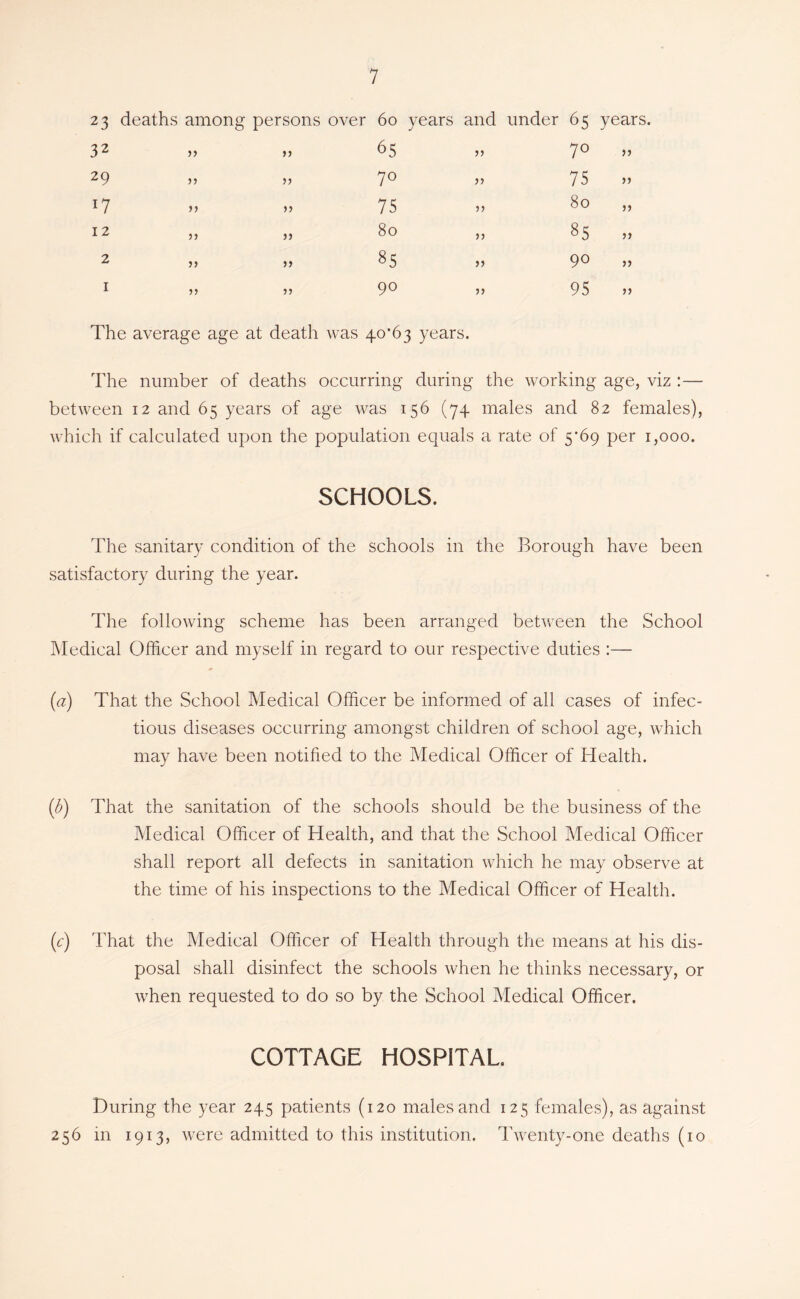 7
23 deaths among persons over 60 years and under 65 years.
32 „ „ 65 „ 70 „
29 „ „ 70 „ 75 „
17 „ „ 75 „ 80 „
12 „ „ 80 „ 85 „
2 „ „ 85 „ 90 „
1 „ „ 90 „ 95 „
The average age at death was 40·63 years.
The number of deaths occurring during the working age, viz :—
between 12 and 65 years of age was 156 (74 males and 82 females),
which if calculated upon the population equals a rate of 5·69 per 1,000.
SCHOOLS.
The sanitary condition of the schools in the Borough have been
satisfactory during the year.
The following scheme has been arranged between the School
Medical Officer and myself in regard to our respective duties :—
(a) That the School Medical Officer be informed of all cases of infec-
tious diseases occurring amongst children of school age, which
may have been notified to the Medical Officer of Health.
(b) That the sanitation of the schools should be the business of the
Medical Officer of Health, and that the School Medical Officer
shall report all defects in sanitation which he may observe at
the time of his inspections to the Medical Officer of Health.
(c) That the Medical Officer of Health through the means at his dis-
posal shall disinfect the schools when he thinks necessary, or
when requested to do so by the School Medical Officer.
COTTAGE HOSPITAL.
During the year 245 patients (120 males and 125 females), as against
256 in 1913, were admitted to this institution. Twenty-one deaths (10